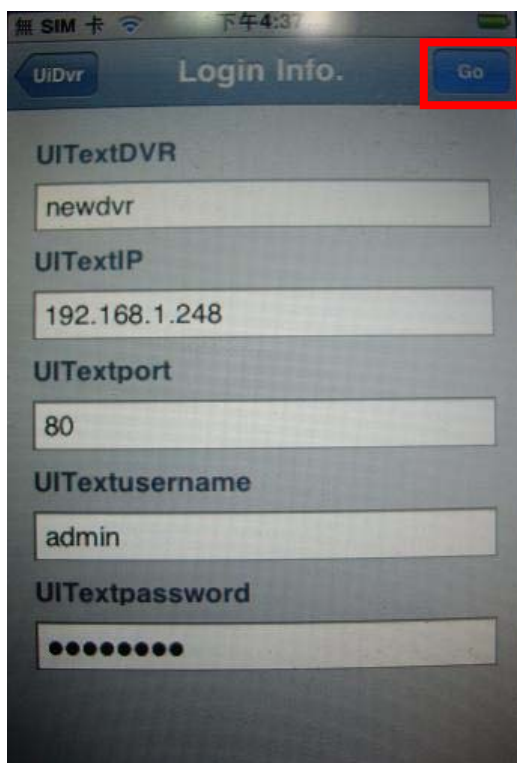 無 SIM 卡 下午4:37
UiDvr Login Info. Go
UITextDVR
newdvr
UITextIP
192.168.1.248
UITextport
80
UITextusername
admin
UITextpassword
●●●●●●●●